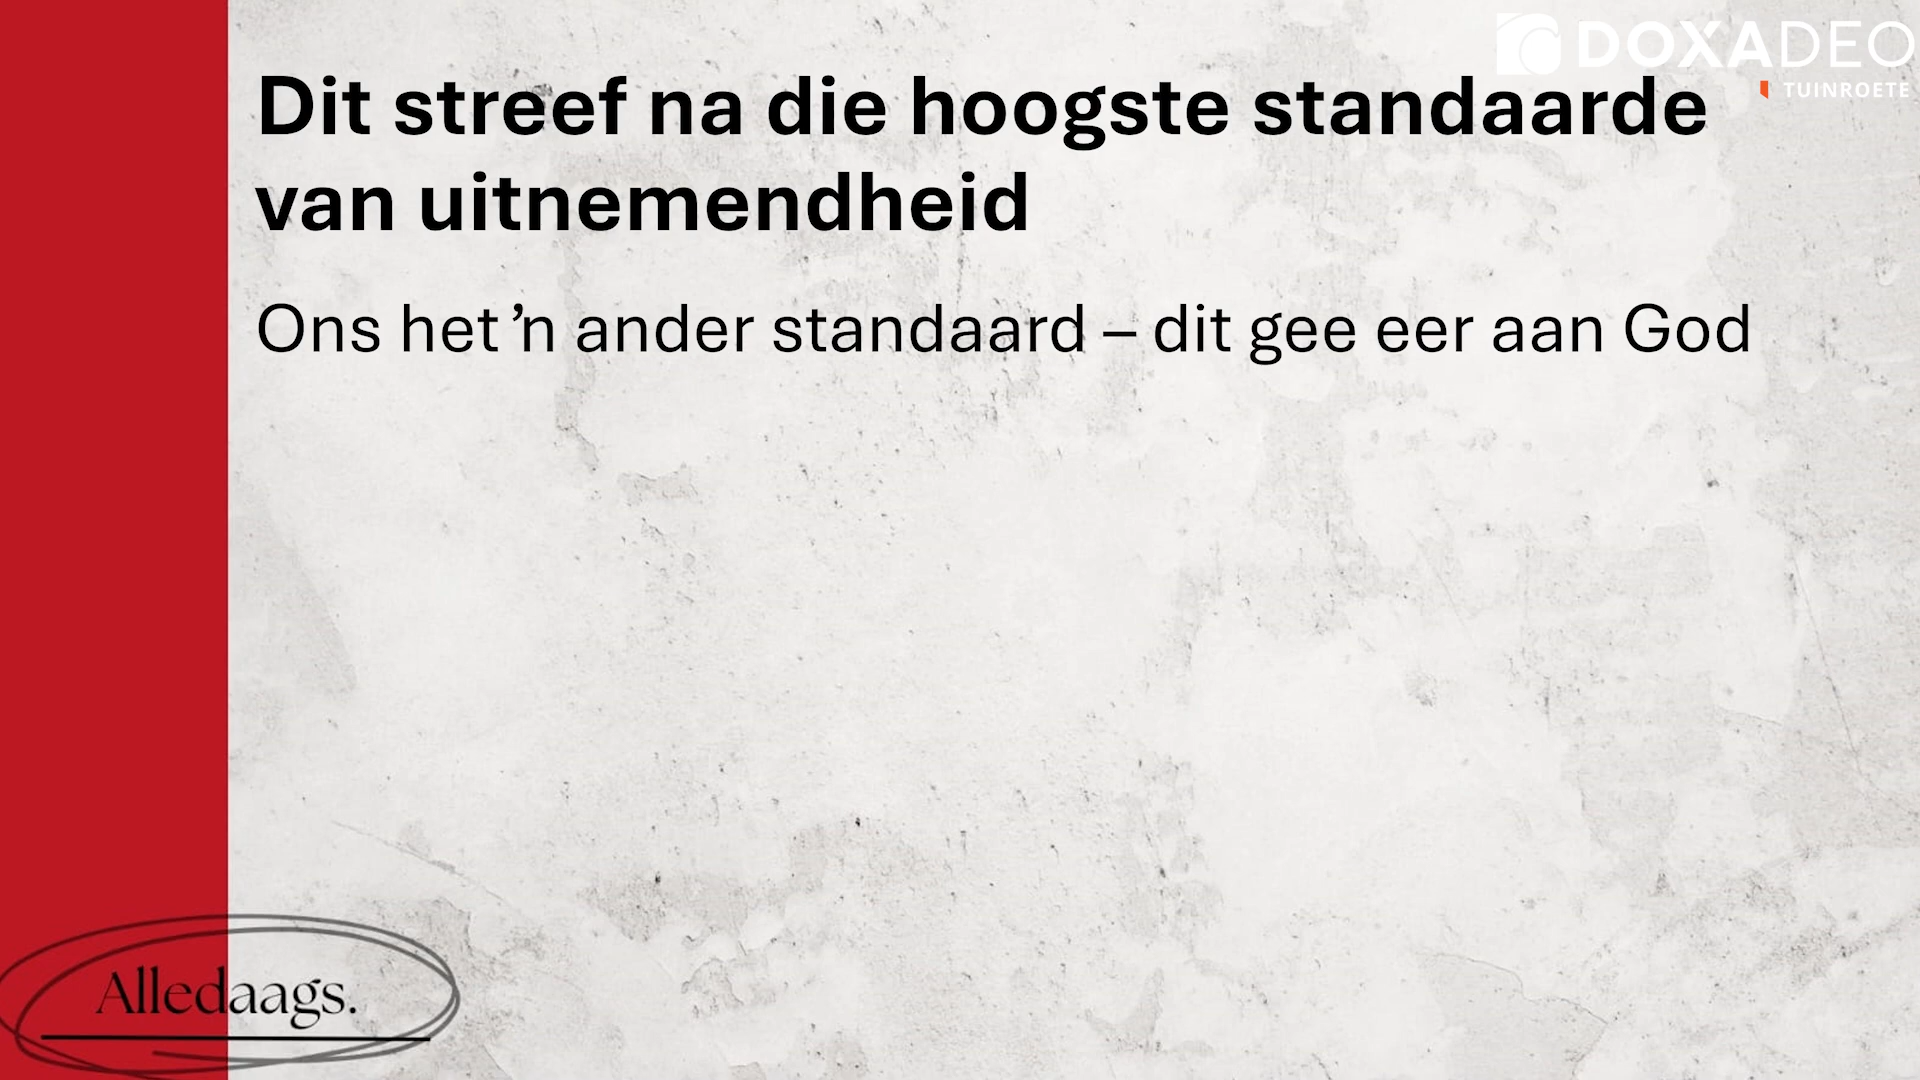 DOXADEO
TUINROETE
Dit streef na die hoogste standaarde
van uitnemendheid
Ons het ’n ander standaard – dit gee eer aan God
Alledaags.